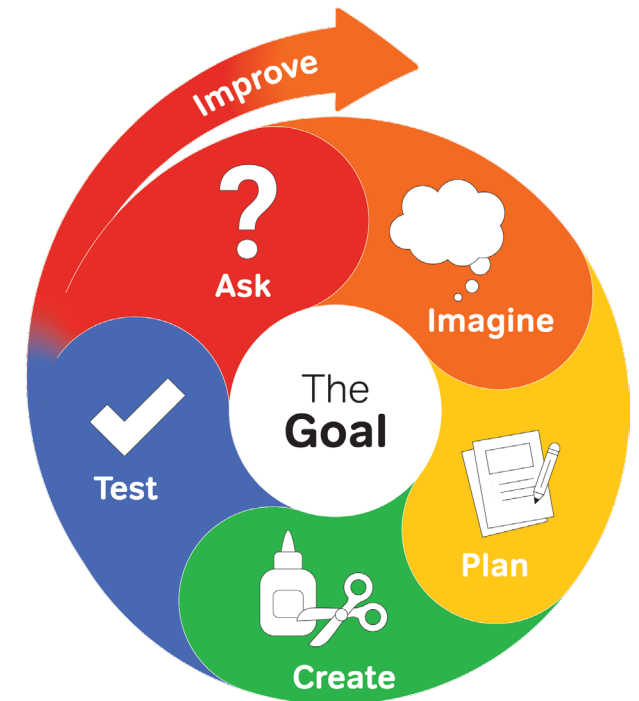 Improve
Ask
Imagine
The
Goal
Plan
Create
Test